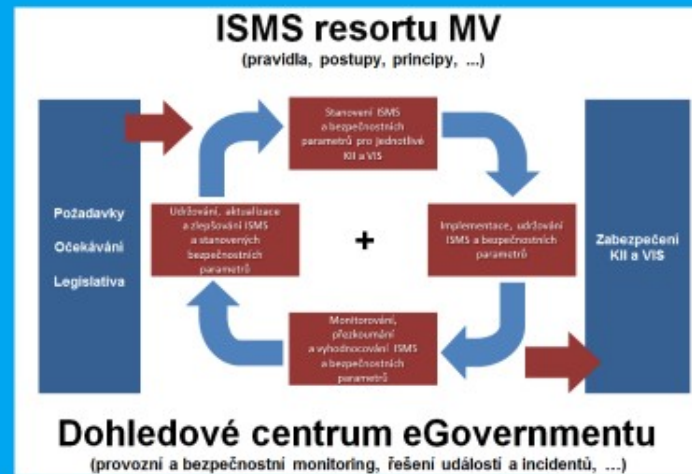 ISMS resortu MV
(pravidla, postupy, principy, ...)
Stanovení ISMS
a bezpečnostních
parametrů pro jednotlivé
KII a VIS
Požadavky
Očekávání
Legislativa
Udržování, aktualizace
a zlepšování ISMS
a stanovených
bezpečnostních
parametrů
+
Implementace, udržování
ISMS a bezpečnostních
parametrů
Zabezpečení
KII a VIS
Monitorování,
přezkoumání
a vyhodnocování ISMS
a bezpečnostních
parametrů
Dohledové centrum eGovernmentu
(provozní a bezpečnostní monitoring, řešení událostí a incidentů, ...)